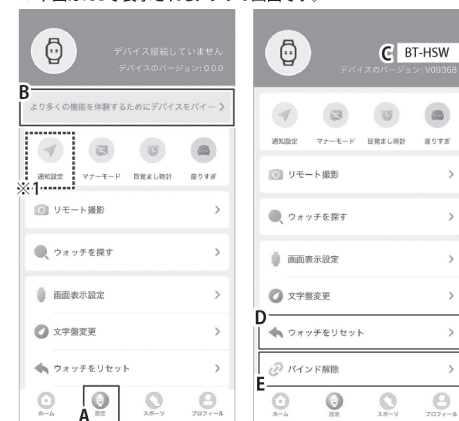 で表示されるアプリの画面です。
デバイス接続していません
デバイスのバージョン: 0.0.0
B
より多くの機能を体験するためにデバイスをバイ… >
通知設定 マナーモード 目覚まし時計 座りすぎ
※1
リモート撮影 >
ウォッチを探す >
画面表示設定 >
文字盤変更 >
ウォッチをリセット >
A
ホーム 設定 スポーツ プロフィール
C BT-HSW
デバイスのバージョン: V09368
通知設定 マナーモード 目覚まし時計 座りすぎ
リモート撮影 >
ウォッチを探す >
画面表示設定 >
文字盤変更 >
D
ウォッチをリセット >
バインド解除 >
E
ホーム 設定 スポーツ プロフィール